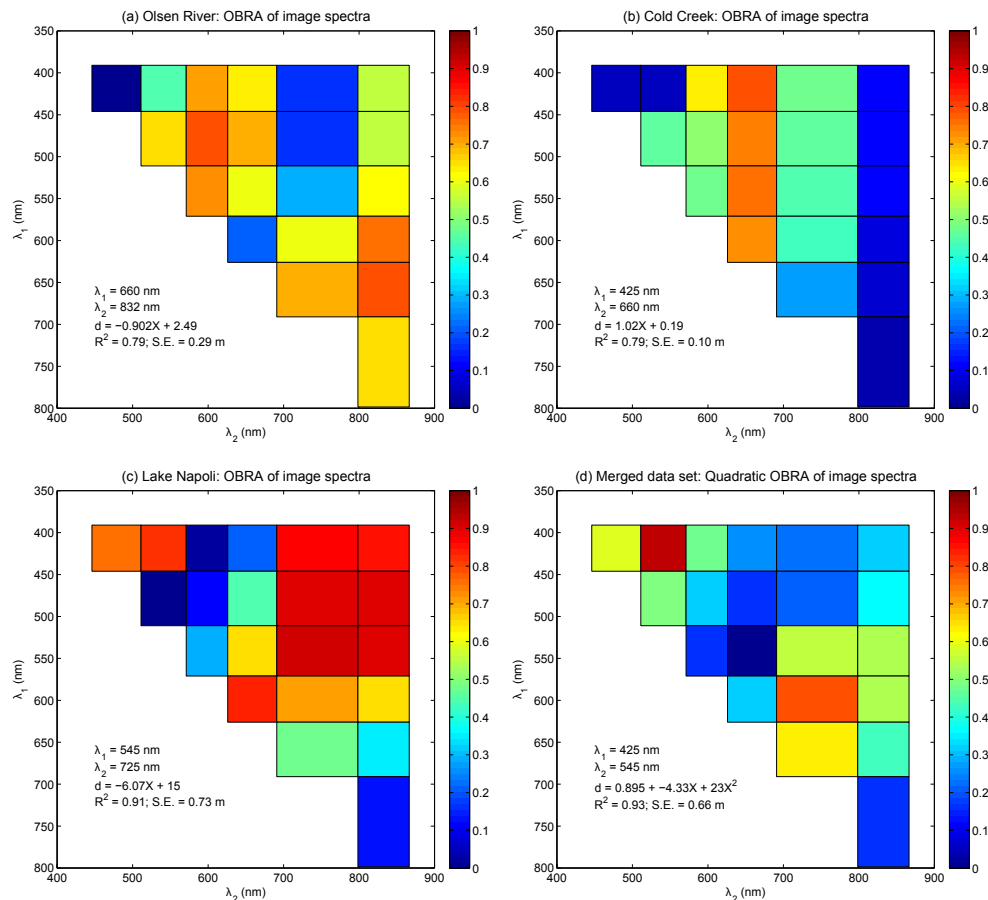 (a) Olsen River: OBRA of image spectra
350
400
450
500
550
600
650
700
750
800
λ1 (nm)
λ1 = 660 nm
λ2 = 832 nm
d = −0.902X + 2.49
R2 = 0.79; S.E. = 0.29 m
400 500 600 700 800 900
λ2 (nm)
1
0.9
0.8
0.7
0.6
0.5
0.4
0.3
0.2
0.1
0
(b) Cold Creek: OBRA of image spectra
350
400
450
500
550
600
650
700
750
800
λ1 (nm)
λ1 = 425 nm
λ2 = 660 nm
d = 1.02X + 0.19
R2 = 0.79; S.E. = 0.10 m
400 500 600 700 800 900
λ2 (nm)
1
0.9
0.8
0.7
0.6
0.5
0.4
0.3
0.2
0.1
0
(c) Lake Napoli: OBRA of image spectra
350
400
450
500
550
600
650
700
750
800
λ1 (nm)
λ1 = 545 nm
λ2 = 725 nm
d = −6.07X + 15
R2 = 0.91; S.E. = 0.73 m
400 500 600 700 800 900
λ2 (nm)
1
0.9
0.8
0.7
0.6
0.5
0.4
0.3
0.2
0.1
0
(d) Merged data set: Quadratic OBRA of image spectra
350
400
450
500
550
600
650
700
750
800
λ1 (nm)
λ1 = 425 nm
λ2 = 545 nm
d = 0.895 + −4.33X + 23X2
R2 = 0.93; S.E. = 0.66 m
400 500 600 700 800 900
λ2 (nm)
1
0.9
0.8
0.7
0.6
0.5
0.4
0.3
0.2
0.1
0